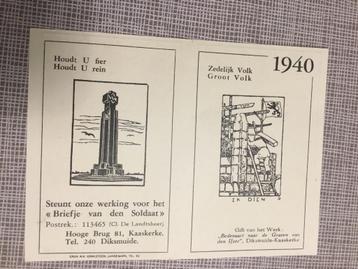 Houdt U fier
Houdt U rein
Steunt onze werking voor het
« Briefje van den Soldaat »
Postrek.: 113465 (Cl. De Landtsheer)
Hooge Brug 81, Kaaskerke.
Tel. 240 Diksmuide.
Zedelijk Volk
Groot Volk
1940
IK DIEN
Gift van het Werk:
"Bedevaart naar de Graven van
den IJzer", Diksmuide-Kaaskerke